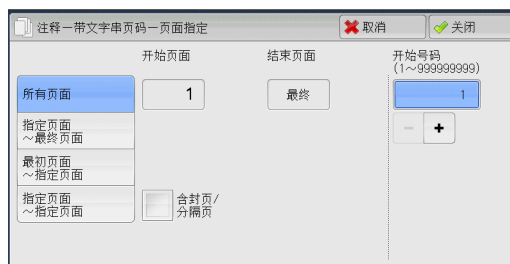 注释－带文字串页码－页面指定
取消
关闭
开始页面
结束页面
开始号码
(1～999999999)
所有页面
1
最终
1
指定页面
～最终页面
－
+
最初页面
～指定页面
指定页面
～指定页面
含封页/
分隔页